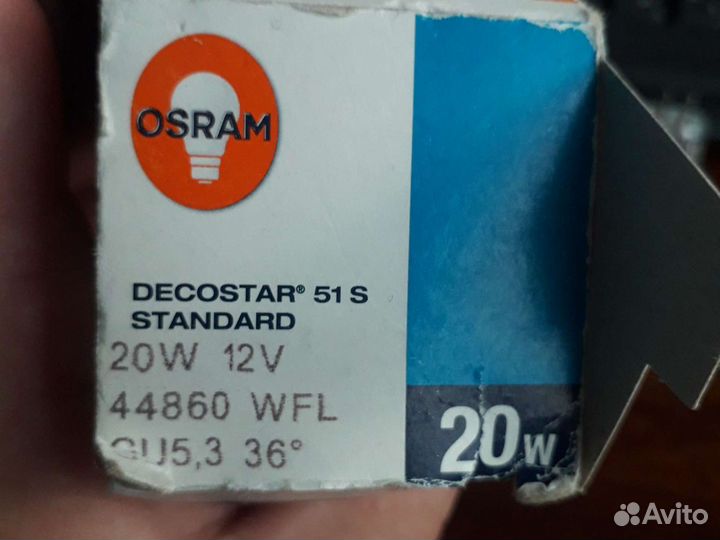 OSRAM
DECOSTAR® 51 S
STANDARD
20W 12V
44860 WFL
GU5,3 36°
20W
Avito